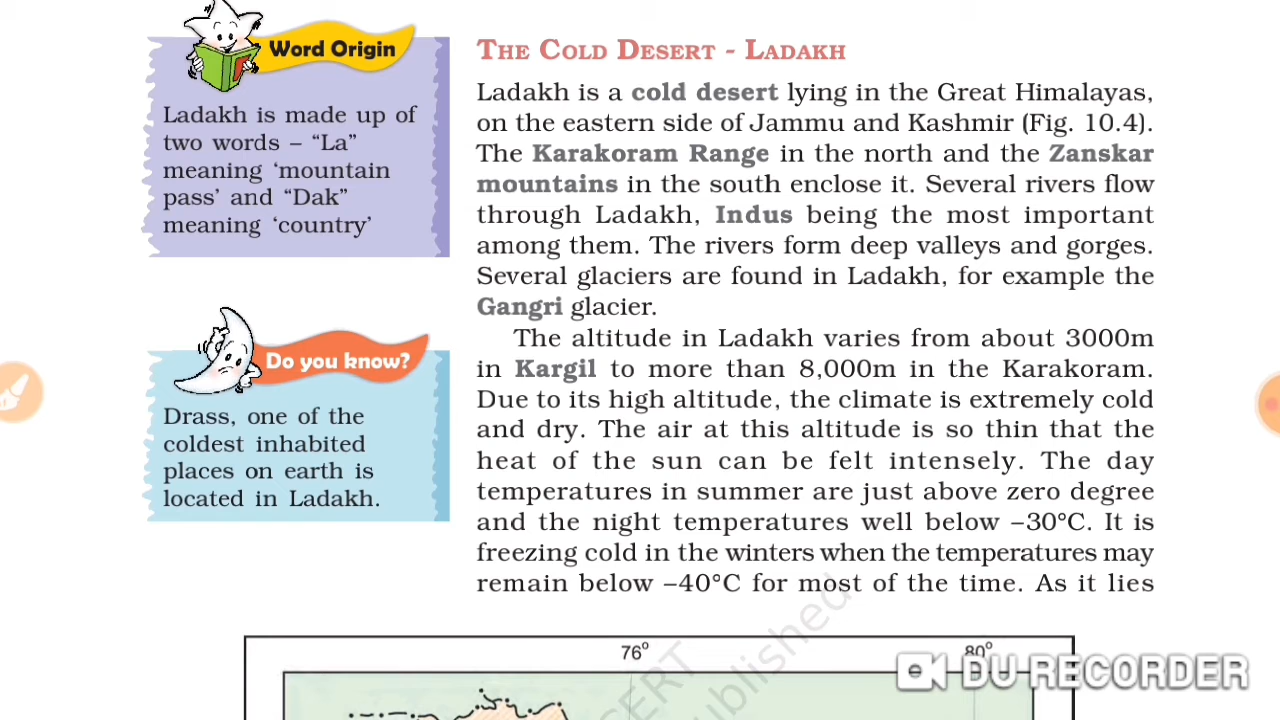 Word Origin
Ladakh is made up of
two words – “La”
meaning ‘mountain
pass’ and “Dak”
meaning ‘country’
Do you know?
Drass, one of the
coldest inhabited
places on earth is
located in Ladakh.
THE COLD DESERT - LADAKH
Ladakh is a cold desert lying in the Great Himalayas,
on the eastern side of Jammu and Kashmir (Fig. 10.4).
The Karakoram Range in the north and the Zanskar
mountains in the south enclose it. Several rivers flow
through Ladakh, Indus being the most important
among them. The rivers form deep valleys and gorges.
Several glaciers are found in Ladakh, for example the
Gangri glacier.
The altitude in Ladakh varies from about 3000m
in Kargil to more than 8,000m in the Karakoram.
Due to its high altitude, the climate is extremely cold
and dry. The air at this altitude is so thin that the
heat of the sun can be felt intensely. The day
temperatures in summer are just above zero degree
and the night temperatures well below –30°C. It is
freezing cold in the winters when the temperatures may
remain below –40°C for most of the time. As it lies
76° 80°
published
DU RECORDER